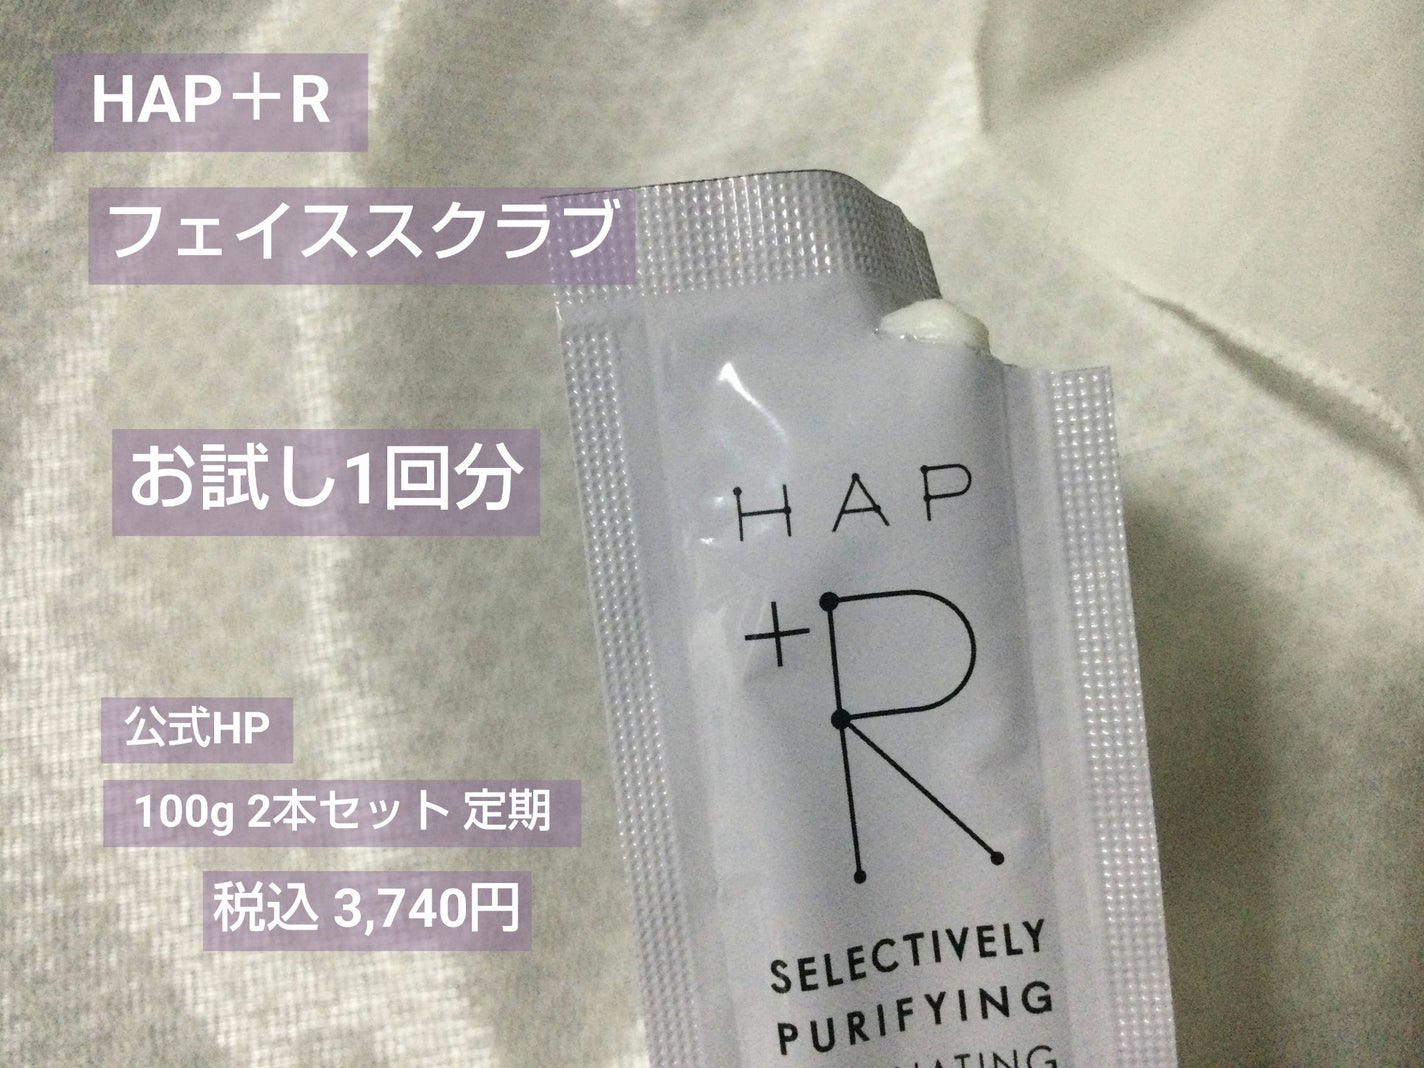 HAP＋R
フェイススクラブ
お試し1回分
公式HP
100g 2本セット 定期
税込 3,740円
HAP
+R
SELECTIVELY
PURIFYING